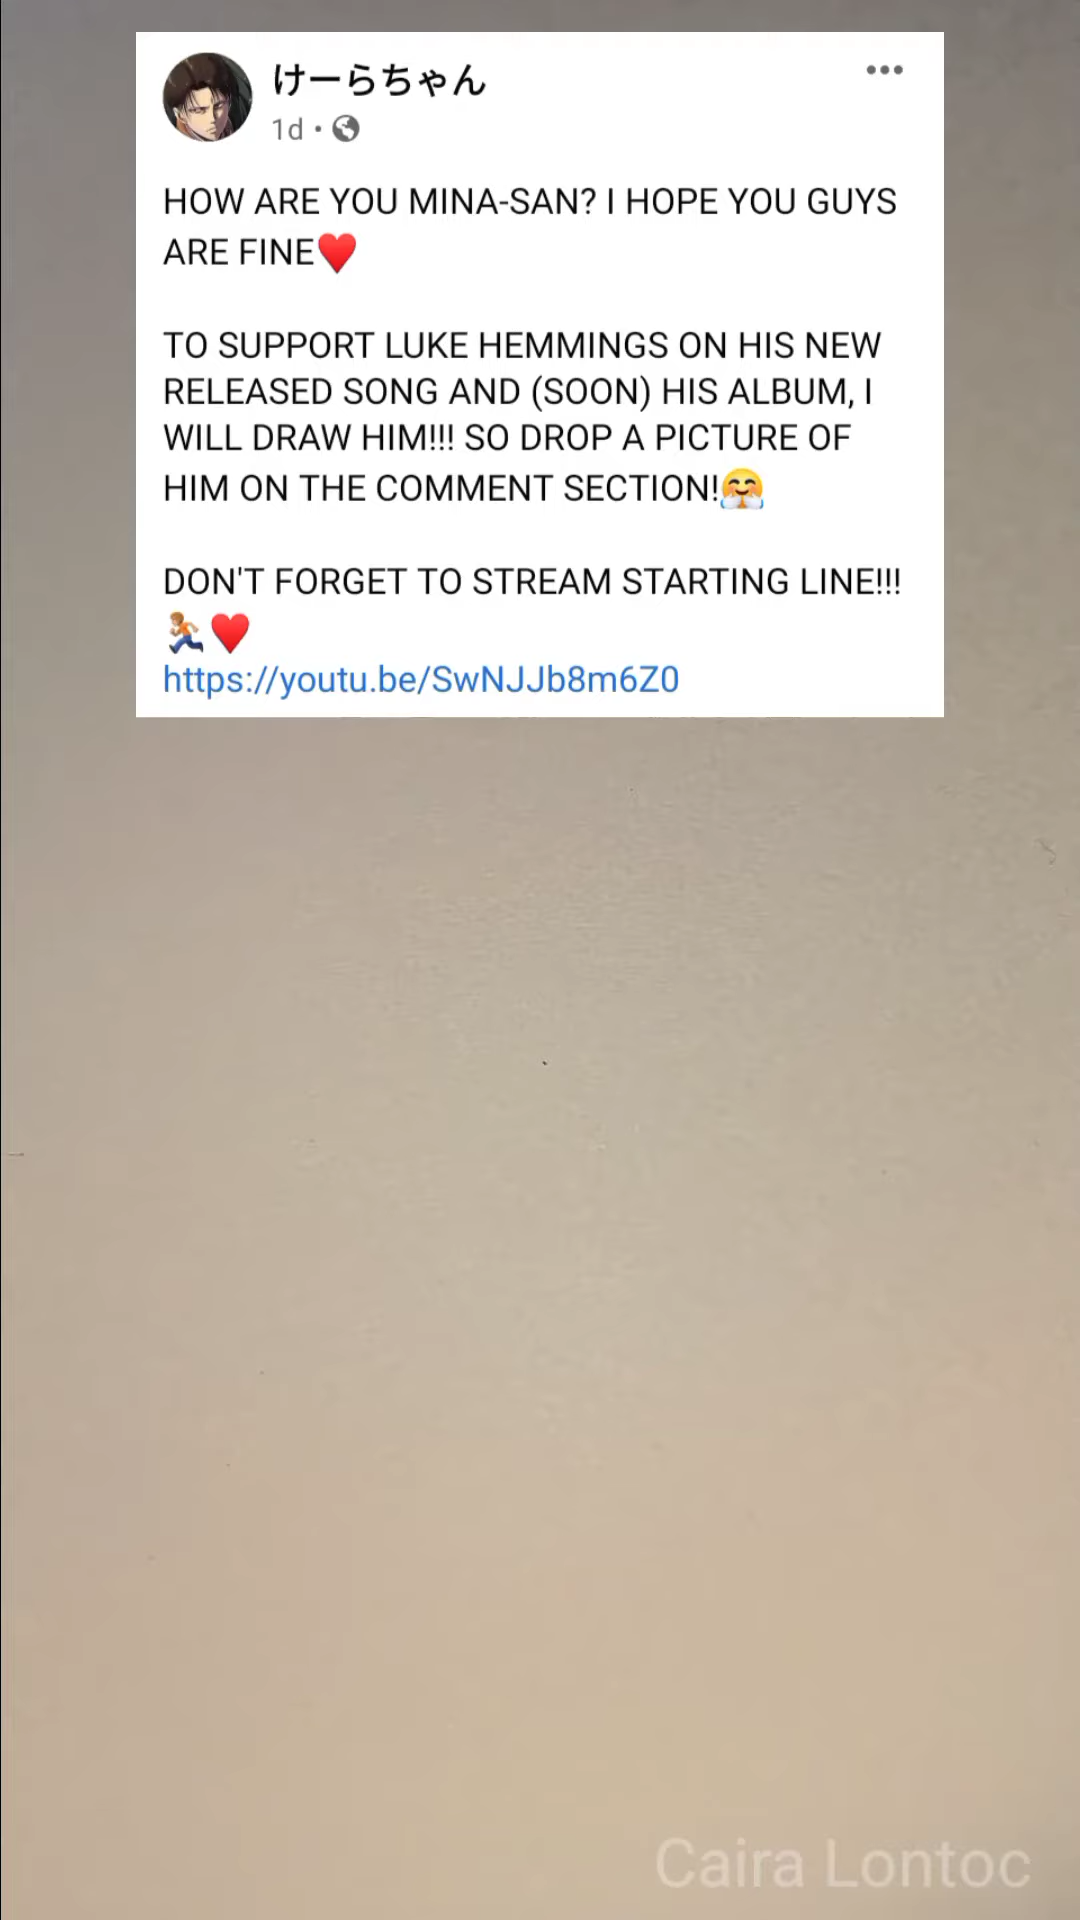 けーらちゃん
1d •
HOW ARE YOU MINA-SAN? I HOPE YOU GUYS
ARE FINE❤️
TO SUPPORT LUKE HEMMINGS ON HIS NEW
RELEASED SONG AND (SOON) HIS ALBUM, I
WILL DRAW HIM!!! SO DROP A PICTURE OF
HIM ON THE COMMENT SECTION!🤗
DON'T FORGET TO STREAM STARTING LINE!!!
🏃🏼❤️
https://youtu.be/SwNJJb8m6Z0
Caira Lontoc